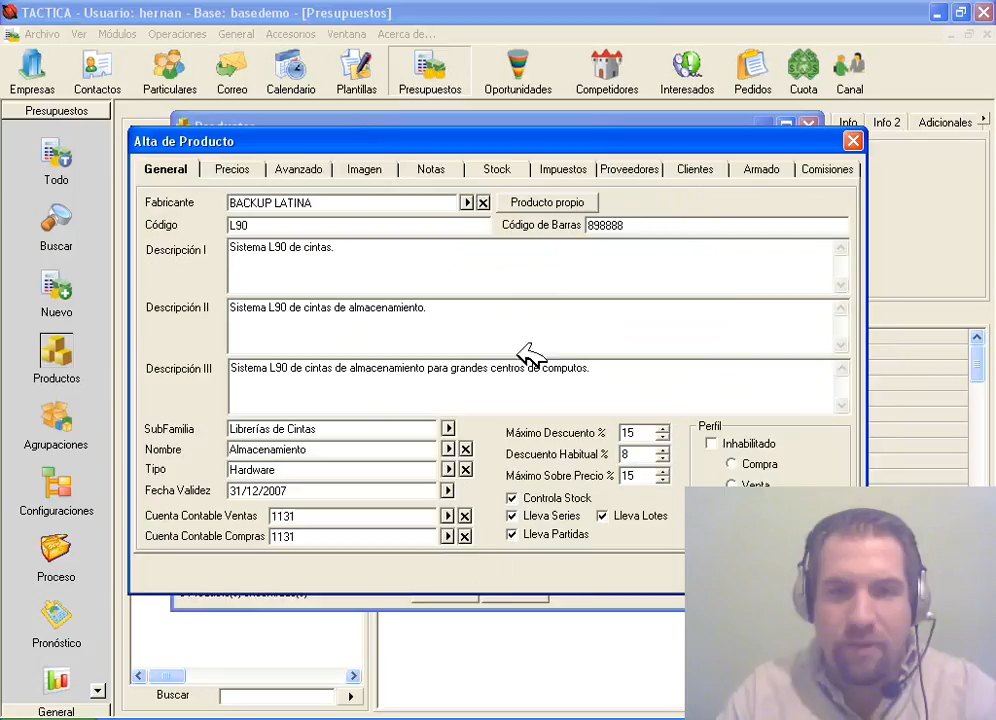 TACTICA - Usuario: hernan - Base: basedemo - [Presupuestos]
Archivo Ver Módulos Operaciones General Accesorios Ventana Acerca de...
Empresas Contactos Particulares Correo Calendario Plantillas Presupuestos Oportunidades Competidores Interesados Pedidos Cuota Canal
Presupuestos
Todo
Buscar
Nuevo
Productos
Agrupaciones
Configuraciones
Proceso
Pronóstico
General
Productos
Info Info 2 Adicionales
Alta de Producto
General Precios Avanzado Imagen Notas Stock Impuestos Proveedores Clientes Armado Comisiones
Fabricante BACKUP LATINA Producto propio
Código L90 Código de Barras 898888
Descripción I Sistema L90 de cintas.
Descripción II Sistema L90 de cintas de almacenamiento.
Descripción III Sistema L90 de cintas de almacenamiento para grandes centros de computos.
SubFamilia Librerías de Cintas
Nombre Almacenamiento
Tipo Hardware
Fecha Validez 31/12/2007
Cuenta Contable Ventas 1131
Cuenta Contable Compras 1131
Máximo Descuento % 15
Descuento Habitual % 8
Máximo Sobre Precio % 15
Controla Stock
Lleva Series Lleva Lotes
Lleva Partidas
Perfil
Inhabilitado
Compra
Venta
Buscar